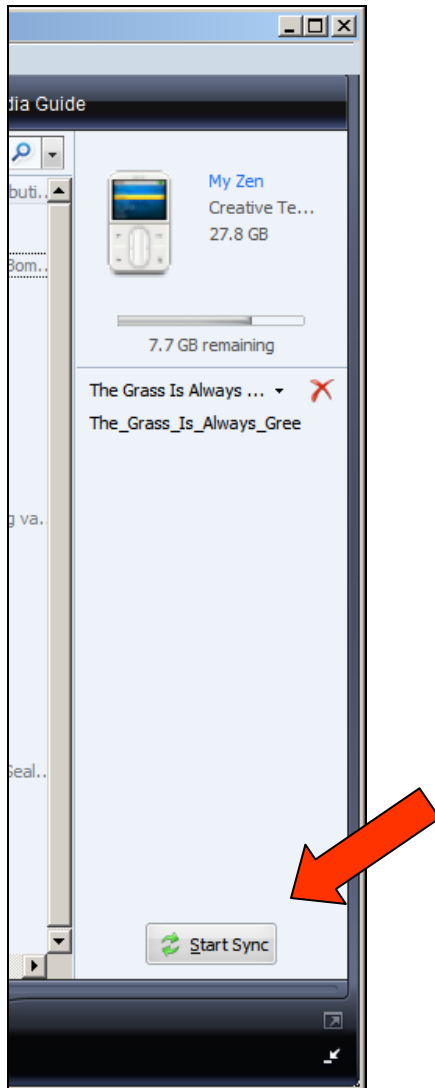 dia Guide
buti..
My Zen
Creative Te...
27.8 GB
Bom..
7.7 GB remaining
The Grass Is Always ...
The_Grass_Is_Always_Gree
g va.
Seal..
Start Sync